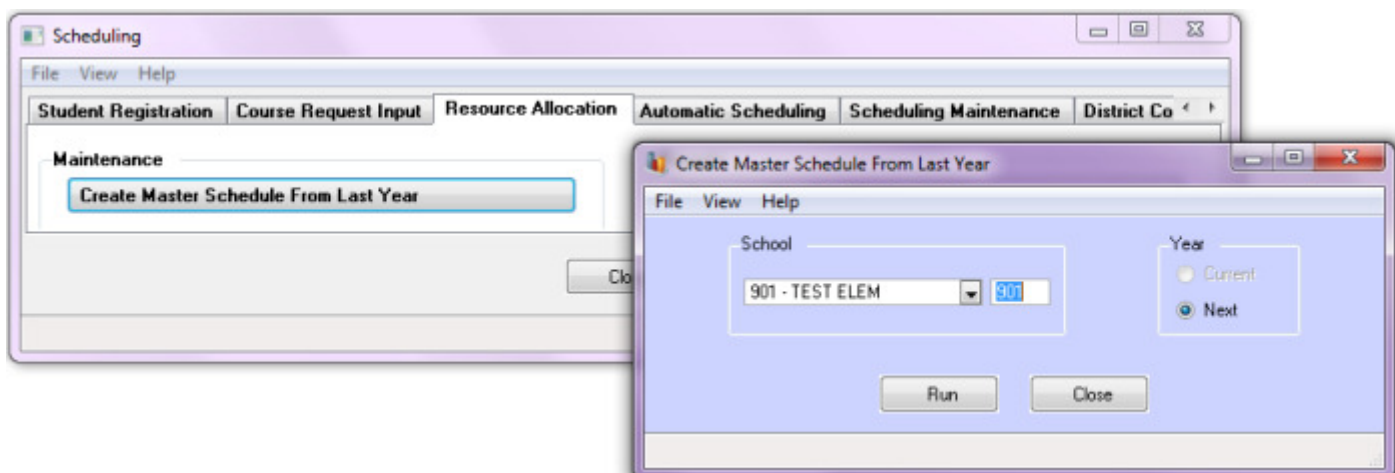 Scheduling
File View Help
Student Registration Course Request Input Resource Allocation Automatic Scheduling Scheduling Maintenance District Co
Maintenance
Create Master Schedule From Last Year
Clo
Create Master Schedule From Last Year
File View Help
School
901 - TEST ELEM 901
Year
Current
Next
Run Close